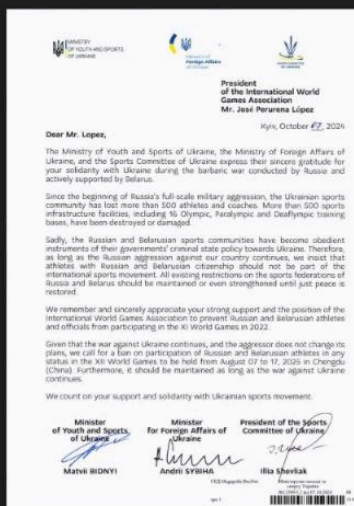 MINISTRY
OF YOUTH AND SPORTS
OF UKRAINE
Ministry of
Foreign Affairs
of Ukraine
President
of the International World
Games Association
Mr. José Perurena López
Kyiv, October 07, 2024
Dear Mr. Lopez,
The Ministry of Youth and Sports of Ukraine, the Ministry of Foreign Affairs of
Ukraine, and the Sports Committee of Ukraine express their sincere gratitude for
your solidarity with Ukraine during the barbaric war conducted by Russia and
actively supported by Belarus.
Since the beginning of Russia's full-scale military aggression, the Ukrainian sports
community has lost more than 500 athletes and coaches. More than 500 sports
infrastructure facilities, including 16 Olympic, Paralympic and Deaflympic training
bases, have been destroyed or damaged.
Sadly, the Russian and Belarusian sports communities have become obedient
instruments of their governments' criminal state policy towards Ukraine. Therefore,
as long as the Russian aggression against our country continues, we insist that
athletes with Russian and Belarusian citizenship should not be part of the
international sports movement. All existing restrictions on the sports federations of
Russia and Belarus should be maintained or even strengthened until just peace is
restored.
We remember and sincerely appreciate your strong support and the position of the
International World Games Association to prevent Russian and Belarusian athletes
and officials from participating in the XI World Games in 2022.
Given that the war against Ukraine continues, and the aggressor does not change its
plans, we call for a ban on participation of Russian and Belarusian athletes in any
status in the XII World Games to be held from August 07 to 17, 2025 in Chengdu
(China). Furthermore, it should be maintained as long as the war against Ukraine
continues.
We count on your support and solidarity with Ukrainian sports movement.
Minister
of Youth and Sports
of Ukraine
Matvii BIDNYI
Minister
for Foreign Affairs of
Ukraine
Andrii SYBIHA
President of the Sports
Committee of Ukraine
Illia Shevliak